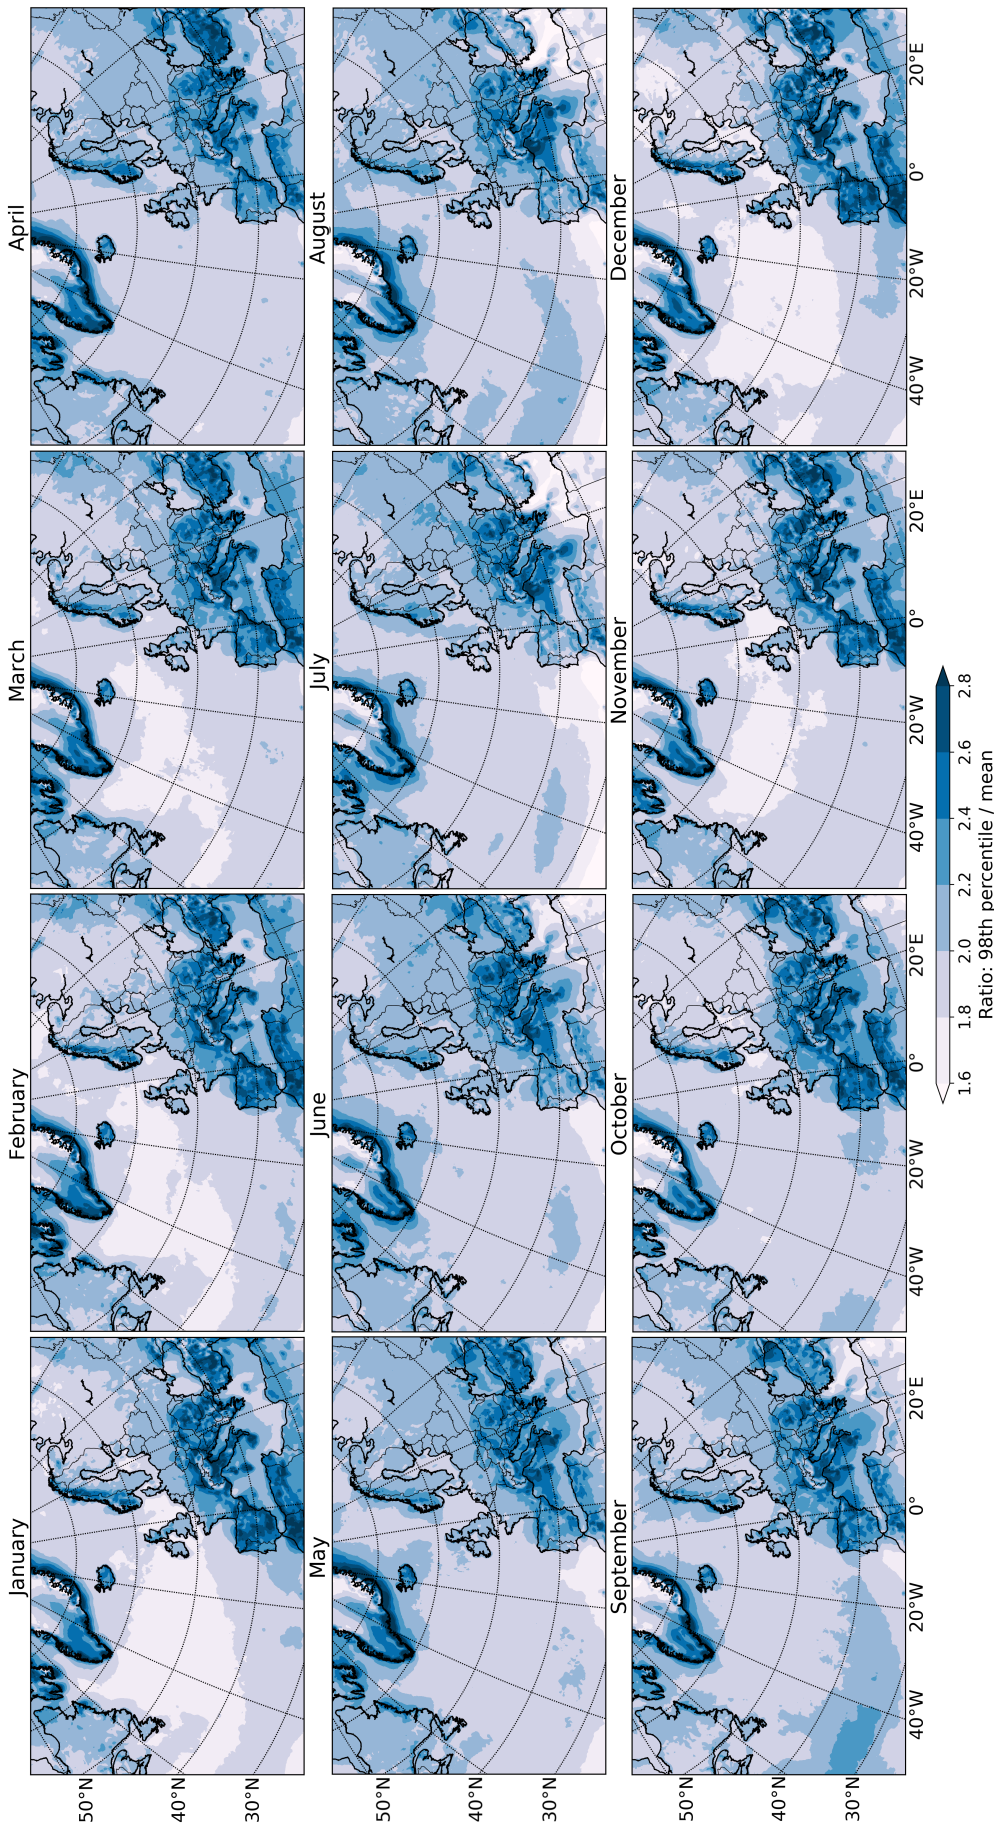 January
February
March
April
50°N
40°N
30°N
May
June
July
August
50°N
40°N
30°N
September
October
November
December
50°N
40°N
30°N
40°W
20°W
0°
20°E
40°W
20°W
0°
20°E
40°W
20°W
0°
20°E
40°W
20°W
0°
20°E
1.6
1.8
2.0
2.2
2.4
2.6
2.8
Ratio: 98th percentile / mean